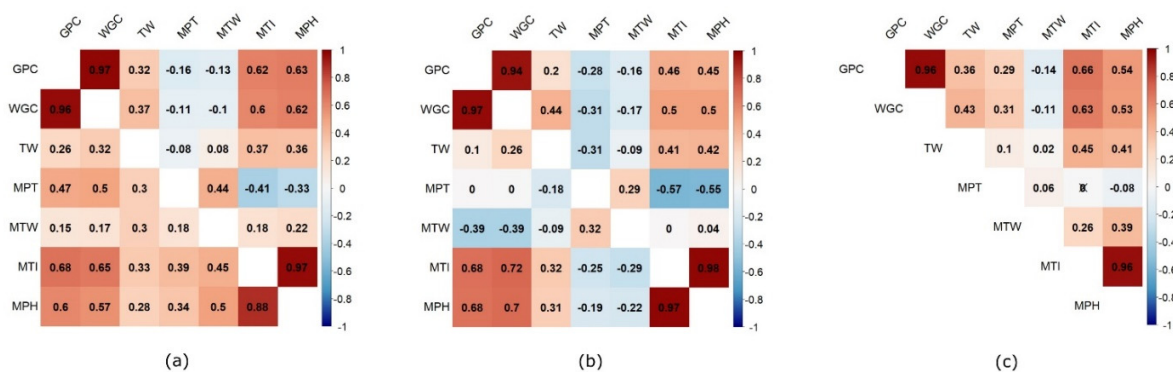 GPC WGC TW MPT MTW MTI MPH
GPC 0.97 0.32 -0.16 -0.13 0.62 0.63
WGC 0.96 0.37 -0.11 -0.1 0.6 0.62
TW 0.26 0.32 -0.08 0.08 0.37 0.36
MPT 0.47 0.5 0.3 0.44 -0.41 -0.33
MTW 0.15 0.17 0.3 0.18 0.18 0.22
MTI 0.68 0.65 0.33 0.39 0.45 0.97
MPH 0.6 0.57 0.28 0.34 0.5 0.88
1
0.8
0.6
0.4
0.2
0
-0.2
-0.4
-0.6
-0.8
-1
(a)
GPC WGC TW MPT MTW MTI MPH
GPC 0.94 0.2 -0.28 -0.16 0.46 0.45
WGC 0.97 0.44 -0.31 -0.17 0.5 0.5
TW 0.1 0.26 -0.31 -0.09 0.41 0.42
MPT 0 0 -0.18 0.29 -0.57 -0.55
MTW -0.39 -0.39 -0.09 0.32 0 0.04
MTI 0.68 0.72 0.32 -0.25 -0.29 0.98
MPH 0.68 0.7 0.31 -0.19 -0.22 0.97
1
0.8
0.6
0.4
0.2
0
-0.2
-0.4
-0.6
-0.8
-1
(b)
GPC WGC TW MPT MTW MTI MPH
GPC 0.96 0.36 0.29 -0.14 0.66 0.54
WGC 0.43 0.31 -0.11 0.63 0.53
TW 0.1 0.02 0.45 0.41
MPT 0.06 0 -0.08
MTW 0.26 0.39
MTI 0.96
MPH
1
0.8
0.6
0.4
0.2
0
-0.2
-0.4
-0.6
-0.8
-1
(c)